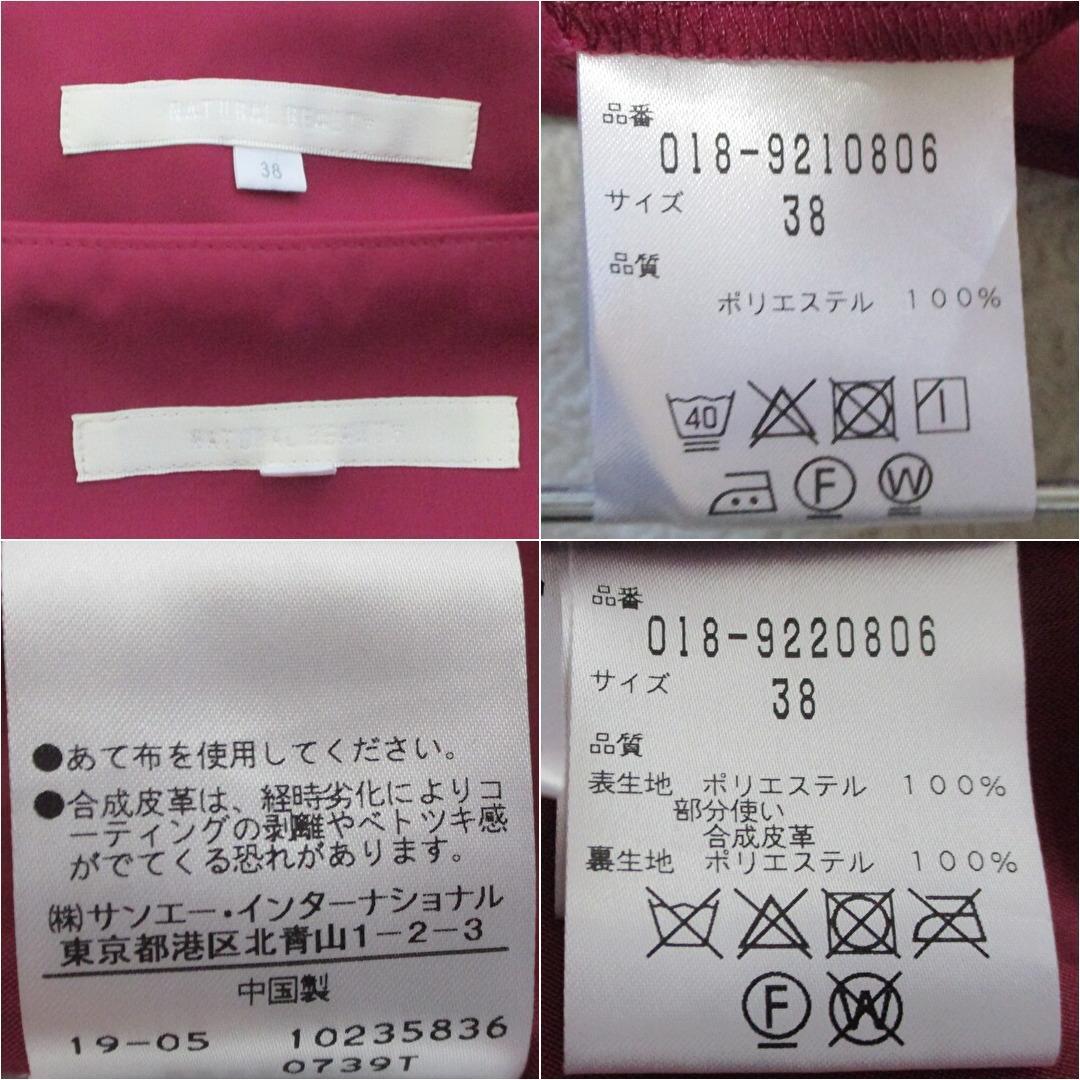 NATURAL BEAUTY
38
NATURAL BEAUTY
品番
018-9210806
サイズ
38
品質
ポリエステル 100%
40
F
W
●あて布を使用してください。
●合成皮革は、経時劣化によりコ
ーティングの剥離やベトツキ感
がでてくる恐れがあります。
㈱サンエー・インターナショナル
東京都港区北青山1-2-3
中国製
19-05 10235836
0739T
品番
018-9220806
サイズ
38
品質
表生地 ポリエステル 100%
部分使い
合成皮革
裏生地 ポリエステル 100%
F
W